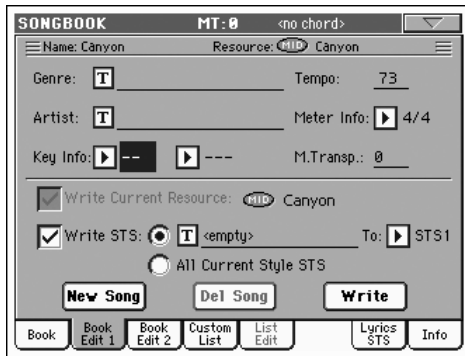 SONGBOOK MT:0 <no chord>
Name: Canyon Resource: MID Canyon
Genre: T Tempo: 73
Artist: T Meter Info: 4/4
Key Info: -- --- M.Transp.: 0
Write Current Resource: MID Canyon
Write STS: T <empty> To: STS1
All Current Style STS
New Song Del Song Write
Book Book Edit 1 Book Edit 2 Custom List List Edit Lyrics STS Info